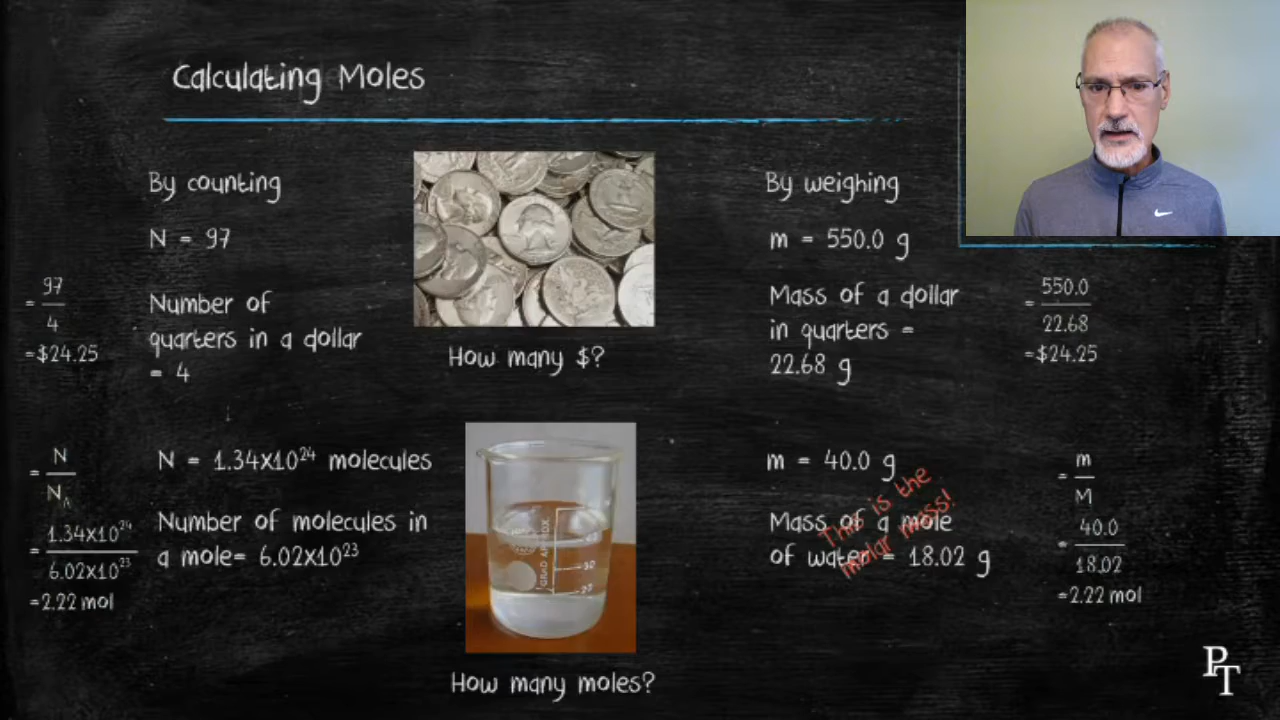 Calculating Moles
By counting
N = 97
Number of
quarters in a dollar
= 4
= 97
4
=$24.25
How many $?
By weighing
m = 550.0 g
Mass of a dollar
in quarters =
22.68 g
= 550.0
22.68
=$24.25
N = 1.34x10²⁴ molecules
Number of molecules in
a mole= 6.02x10²³
= N
N_A
= 1.34x10²⁴
6.02x10²³
=2.22 mol
GRAD APPROX
How many moles?
m = 40.0 g
Mass of a mole
of water = 18.02 g
This is the
molar mass!
= m
M
= 40.0
18.02
=2.22 mol
PT